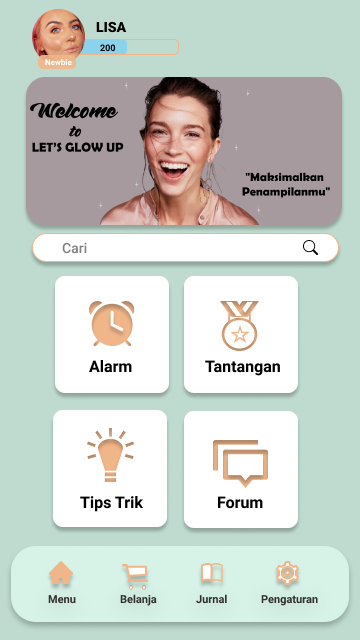 LISA
200
Newbie
Welcome
to
LET'S GLOW UP
"Maksimalkan
Penampilanmu"
Cari
Alarm
Tantangan
Tips Trik
Forum
Menu
Belanja
Jurnal
Pengaturan